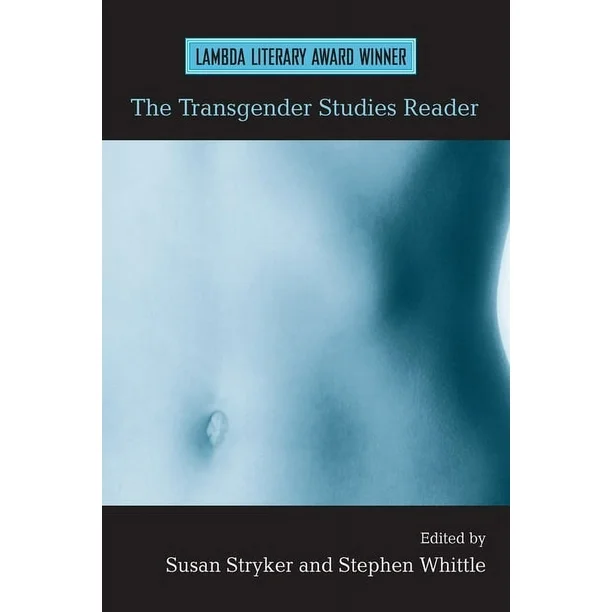 LAMBDA LITERARY AWARD WINNER
The Transgender Studies Reader
Edited by
Susan Stryker and Stephen Whittle